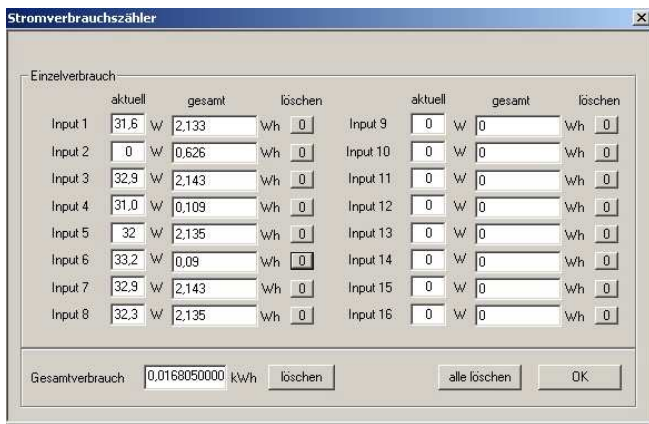 Stromverbrauchszähler
Einzelverbrauch
aktuell gesamt löschen aktuell gesamt löschen
Input 1 31,6 W 2,133 Wh 0 Input 9 0 W 0 Wh 0
Input 2 0 W 0,626 Wh 0 Input 10 0 W 0 Wh 0
Input 3 32,9 W 2,143 Wh 0 Input 11 0 W 0 Wh 0
Input 4 31,0 W 0,109 Wh 0 Input 12 0 W 0 Wh 0
Input 5 32 W 2,135 Wh 0 Input 13 0 W 0 Wh 0
Input 6 33,2 W 0,09 Wh 0 Input 14 0 W 0 Wh 0
Input 7 32,9 W 2,143 Wh 0 Input 15 0 W 0 Wh 0
Input 8 32,3 W 2,135 Wh 0 Input 16 0 W 0 Wh 0
Gesamtverbrauch 0,0168050000 kWh löschen alle löschen OK